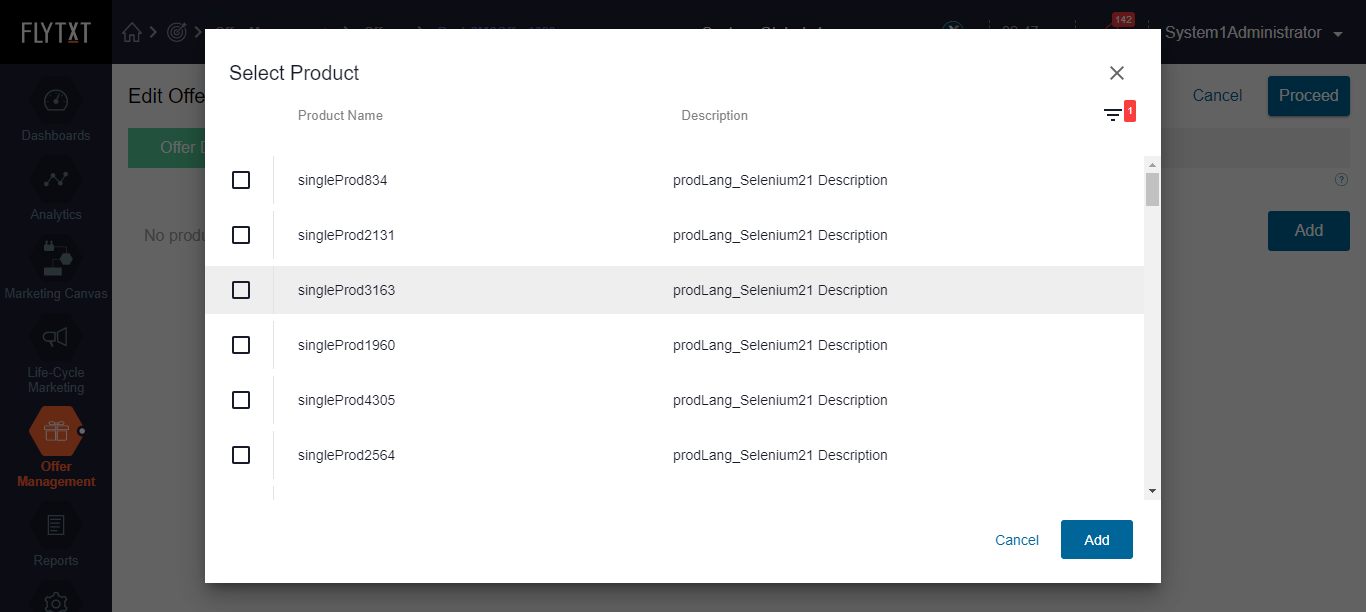 FLYTXT
142
System1Administrator
Select Product
Edit Offe
Cancel
Proceed
Product Name
Description
1
Dashboards
Offer D
singleProd834
prodLang_Selenium21 Description
Analytics
No produ
singleProd2131
prodLang_Selenium21 Description
Add
Marketing Canvas
singleProd3163
prodLang_Selenium21 Description
singleProd1960
prodLang_Selenium21 Description
Life-Cycle
Marketing
singleProd4305
prodLang_Selenium21 Description
singleProd2564
prodLang_Selenium21 Description
Offer
Management
Reports
Cancel
Add